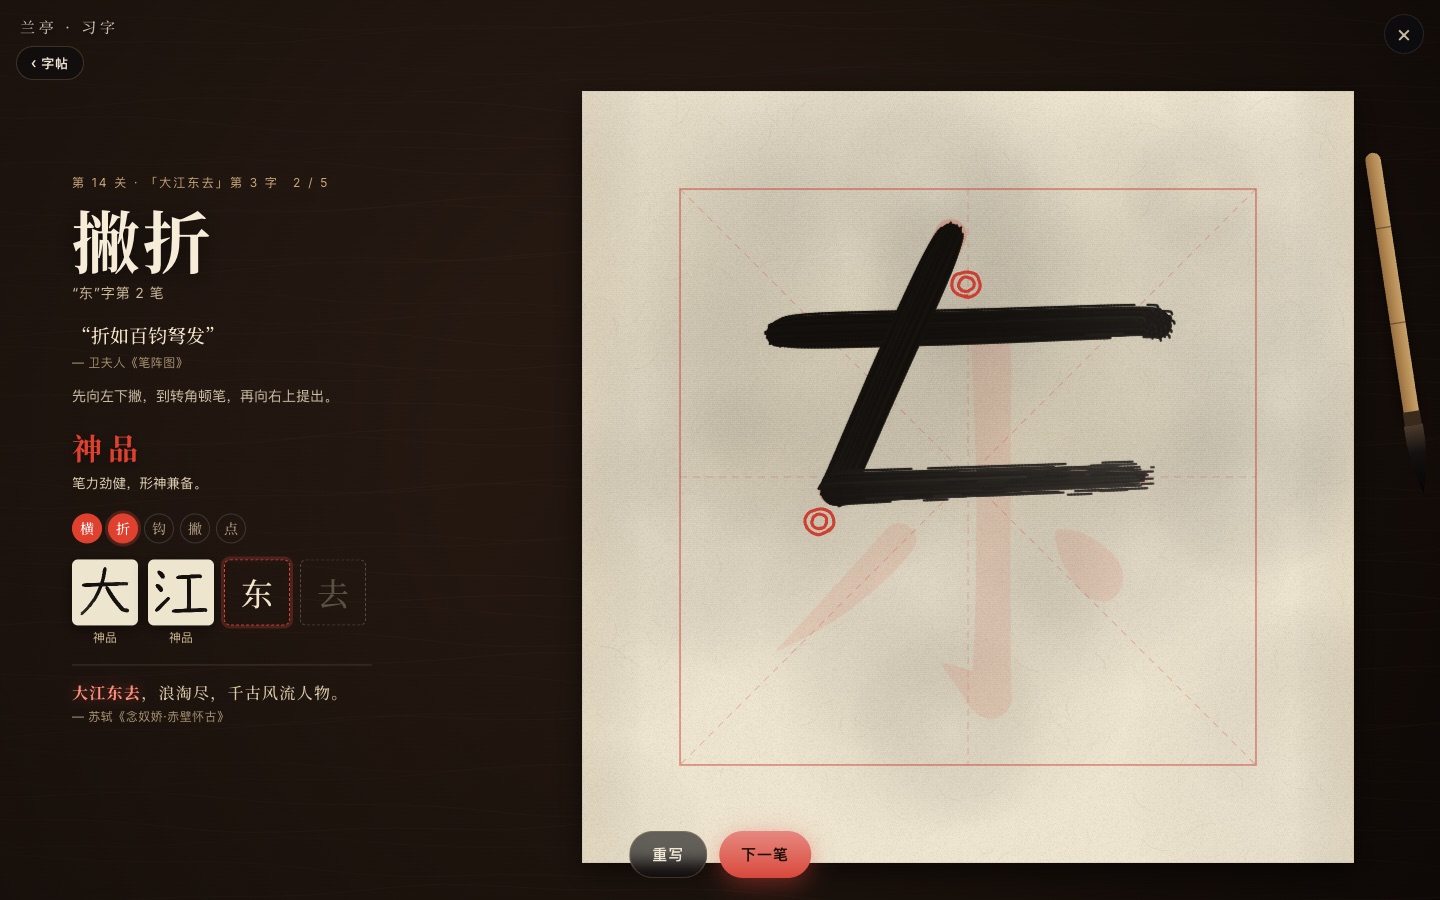 兰亭 · 习字
‹ 字帖
第 14 关 · 「大江东去」第 3 字 2 / 5
撇折
“东”字第 2 笔
“折如百钧弩发”
— 卫夫人《笔阵图》
先向左下撇，到转角顿笔，再向右上提出。
神品
笔力劲健，形神兼备。
横 折 钩 撇 点
大 江 东 去
神品 神品
大江东去，浪淘尽，千古风流人物。
— 苏轼《念奴娇·赤壁怀古》
重写 下一笔